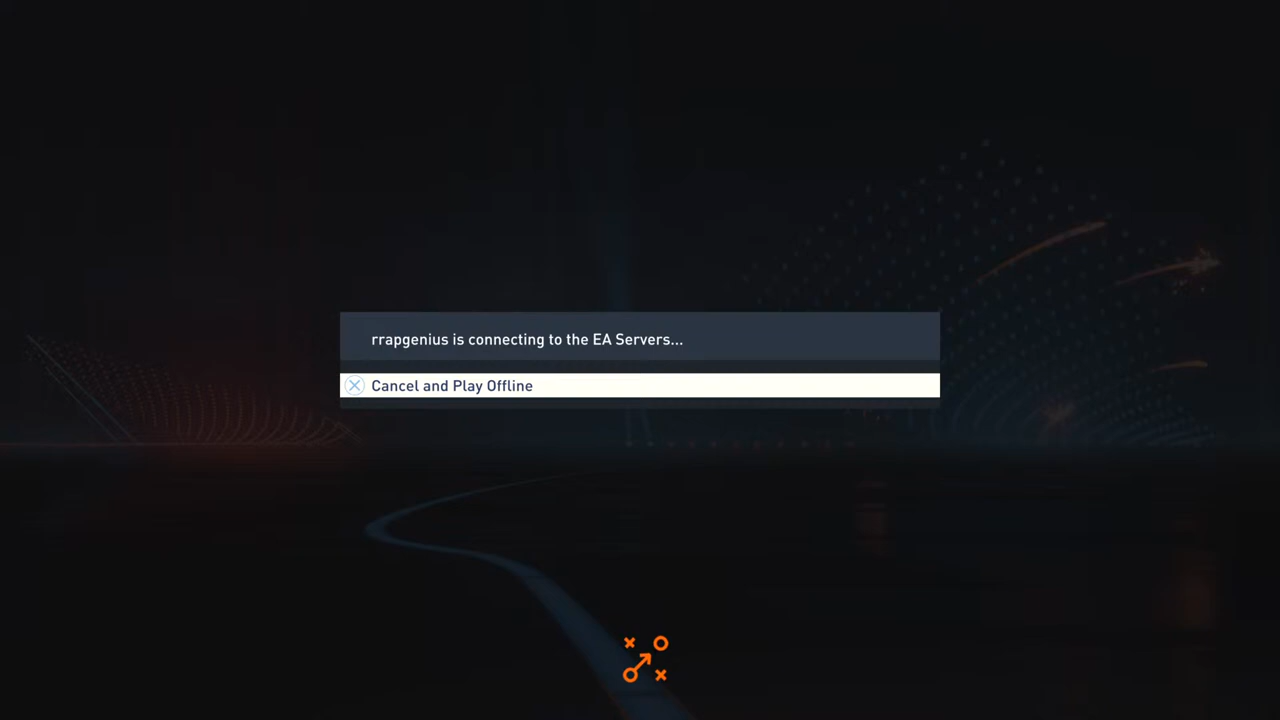 rrapgenius is connecting to the EA Servers...
Cancel and Play Offline